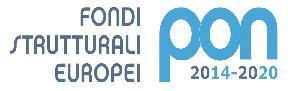 FONDI
STRUTTURALI
EUROPEI
pon
2014-2020